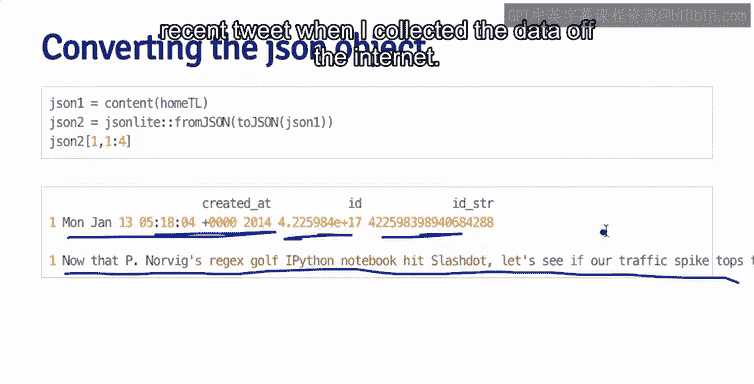 recent tweet when I collected the data off
the internet.
Converting the json object
json1 = content(homeTL)
json2 = jsonlite::fromJSON(toJSON(json1))
json2[1,1:4]
created_at id id_str
1 Mon Jan 13 05:18:04 +0000 2014 4.225984e+17 422598398940684288
1 Now that P. Norvig's regex golf IPython notebook hit Slashdot, let's see if our traffic spike tops t